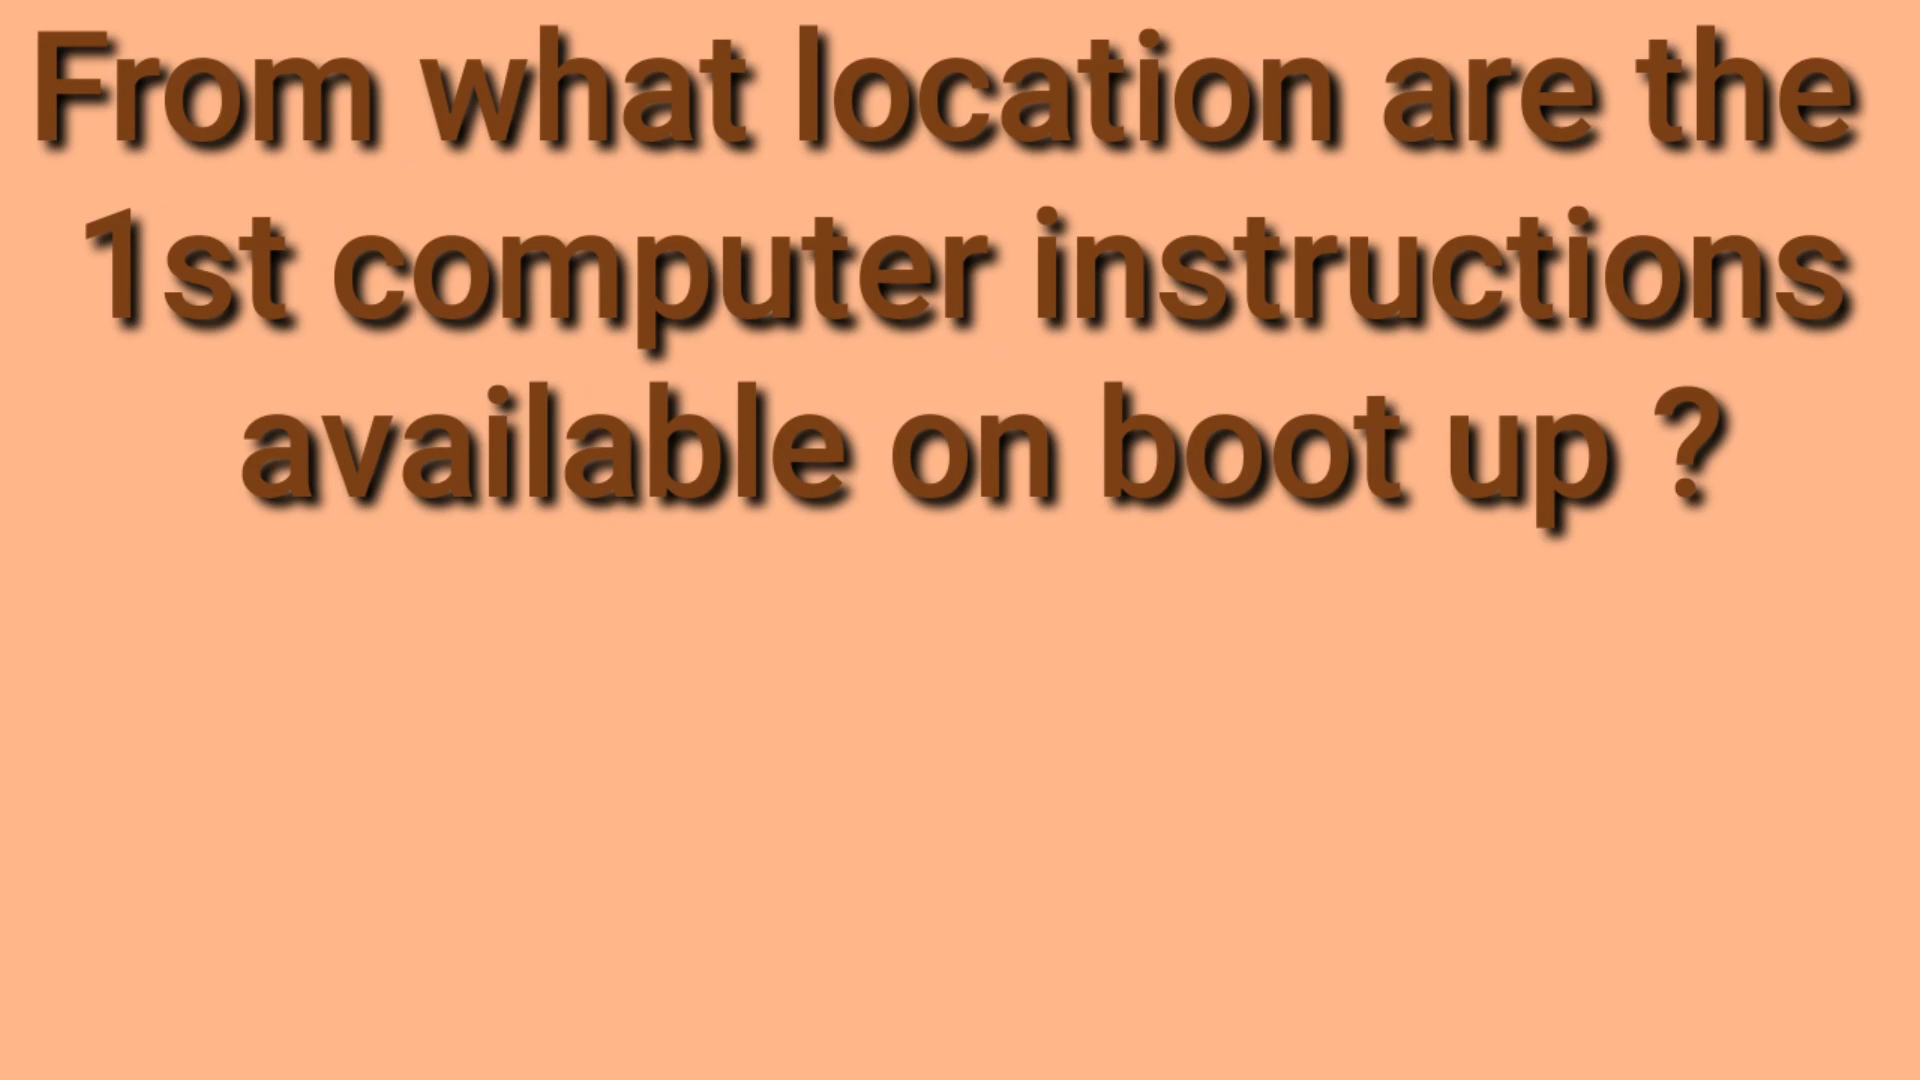 From what location are the
1st computer instructions
available on boot up ?